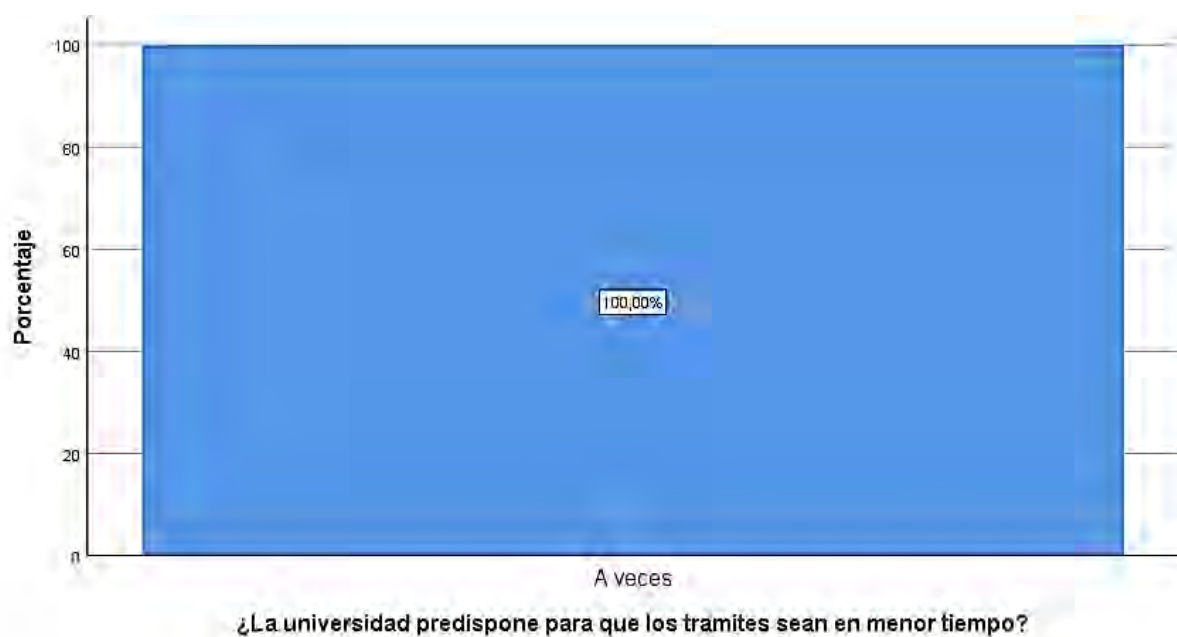 Porcentaje
100
80
60
40
20
0
100,00%
A veces
¿La universidad predispone para que los tramites sean en menor tiempo?